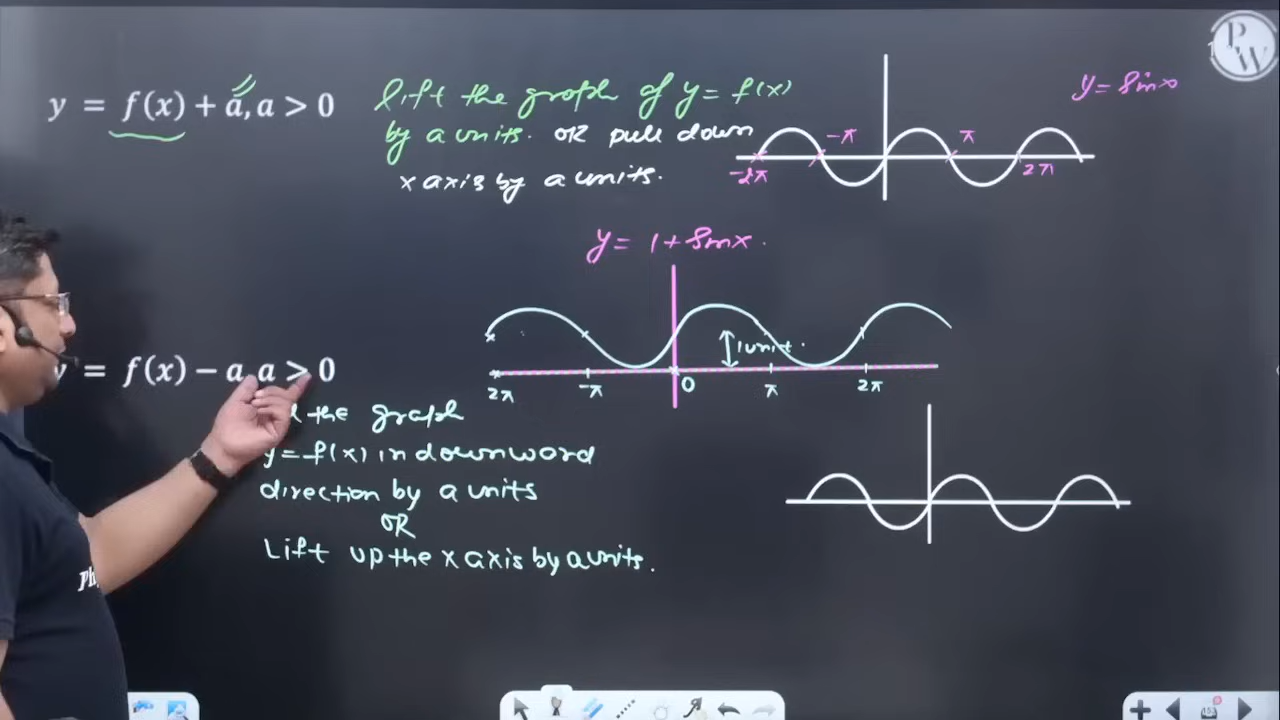 PW
y = f(x) + a, a > 0
lift the graph of y = f(x)
by a units. OR pull down
x axis by a units.
y = sinx
-2π -π π 2π
y = 1 + sinx.
1 unit.
2π -π 0 π 2π
= f(x) − a, a > 0
the graph
y = f(x) in downword
direction by a units
OR
Lift up the x axis by a units.